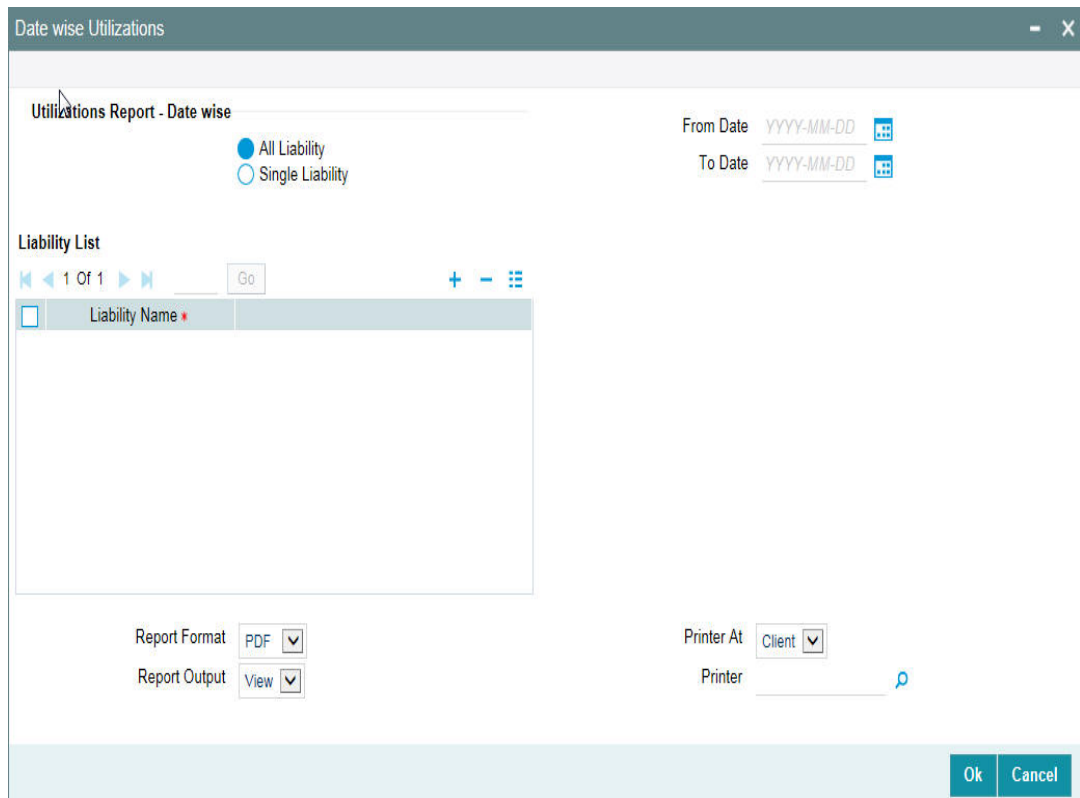 Date wise Utilizations
Utilizations Report - Date wise
All Liability
Single Liability
From Date YYYY-MM-DD
To Date YYYY-MM-DD
Liability List
1 Of 1 Go
Liability Name *
Report Format PDF
Report Output View
Printer At Client
Printer
Ok Cancel